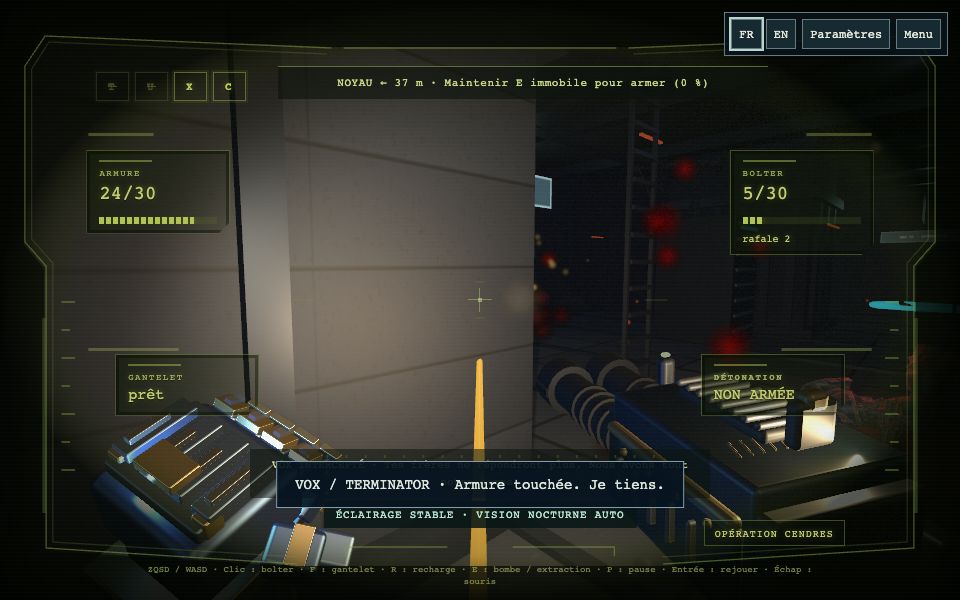 FR EN Paramètres Menu
X C
NOYAU ← 37 m · Maintenir E immobile pour armer (0 %)
ARMURE
24/30
BOLTER
5/30
rafale 2
GANTELET
prêt
DÉTONATION
NON ARMÉE
VOX / TERMINATOR · Armure touchée. Je tiens.
ÉCLAIRAGE STABLE · VISION NOCTURNE AUTO
OPÉRATION CENDRES
ZQSD / WASD · Clic : bolter · F : gantelet · R : recharge · E : bombe / extraction · P : pause · Entrée : rejouer · Échap :
souris